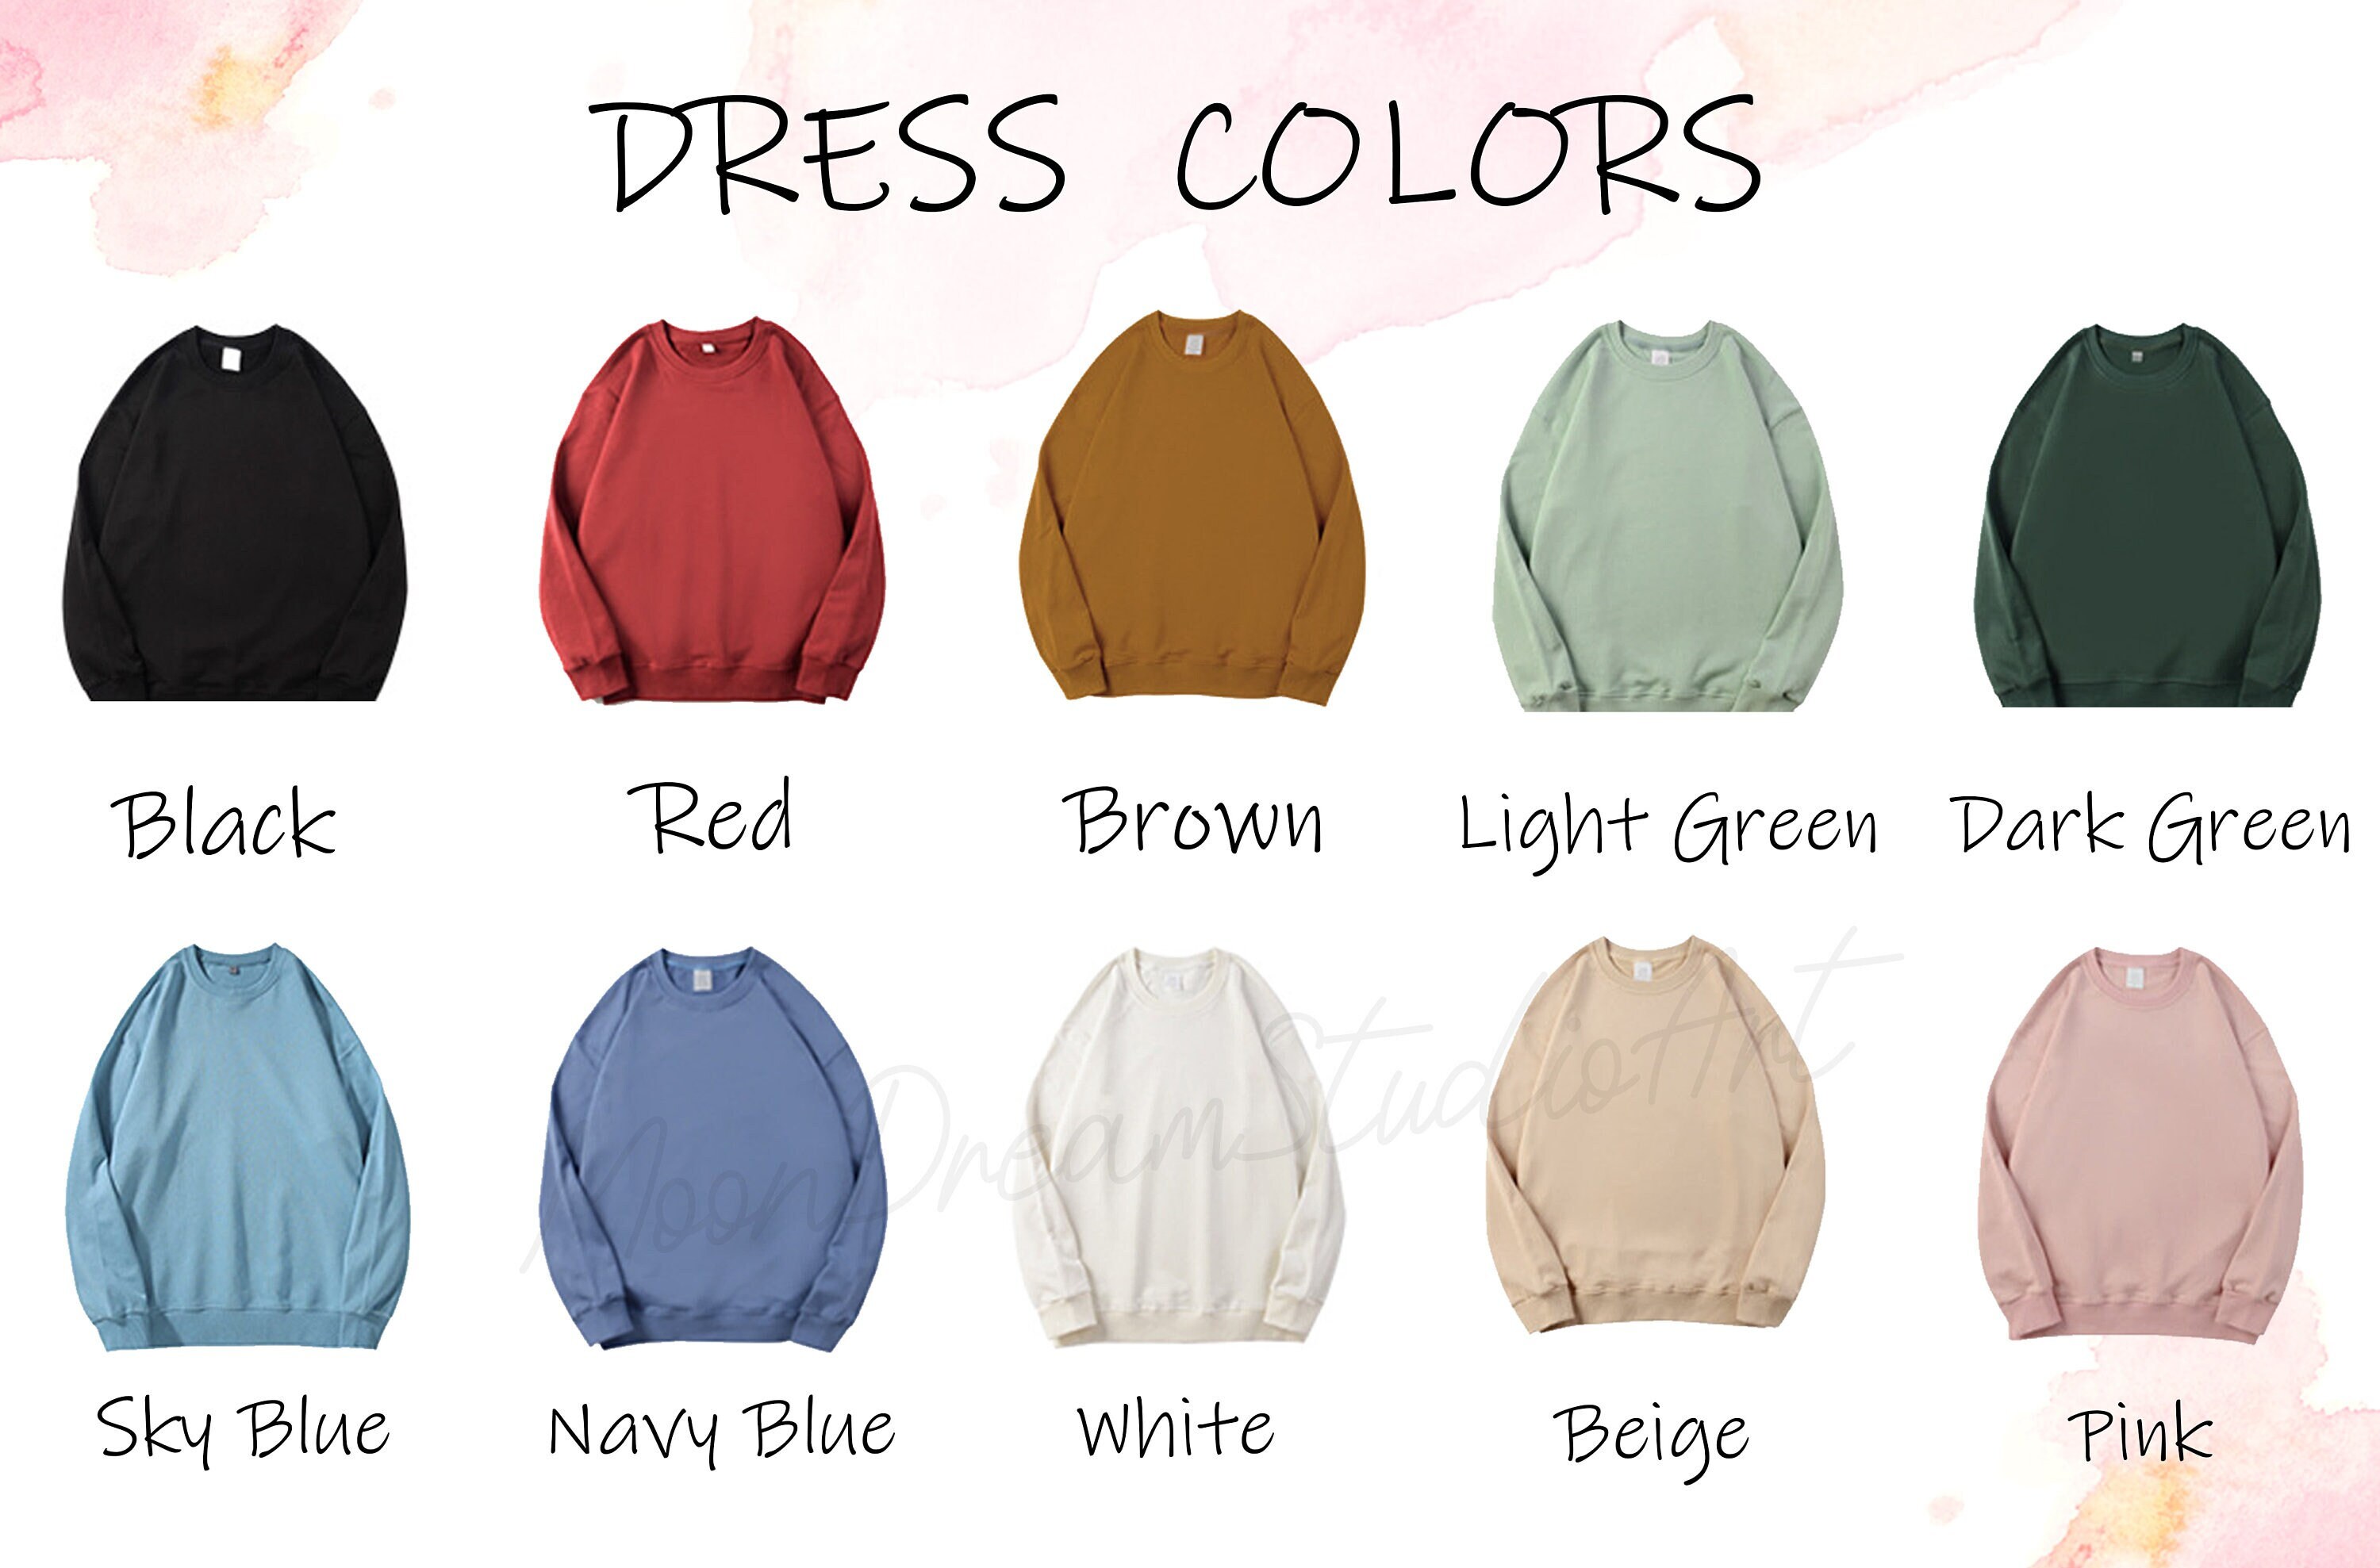 DRESS COLORS
Black
Red
Brown
Light Green
Dark Green
MoonDreamStudioArt
Sky Blue
Navy Blue
White
Beige
Pink